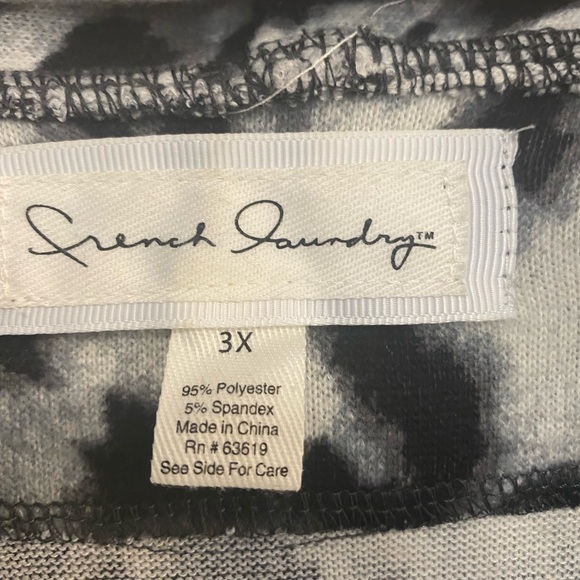 French Laundry™
3X
95% Polyester
5% Spandex
Made in China
Rn # 63619
See Side For Care